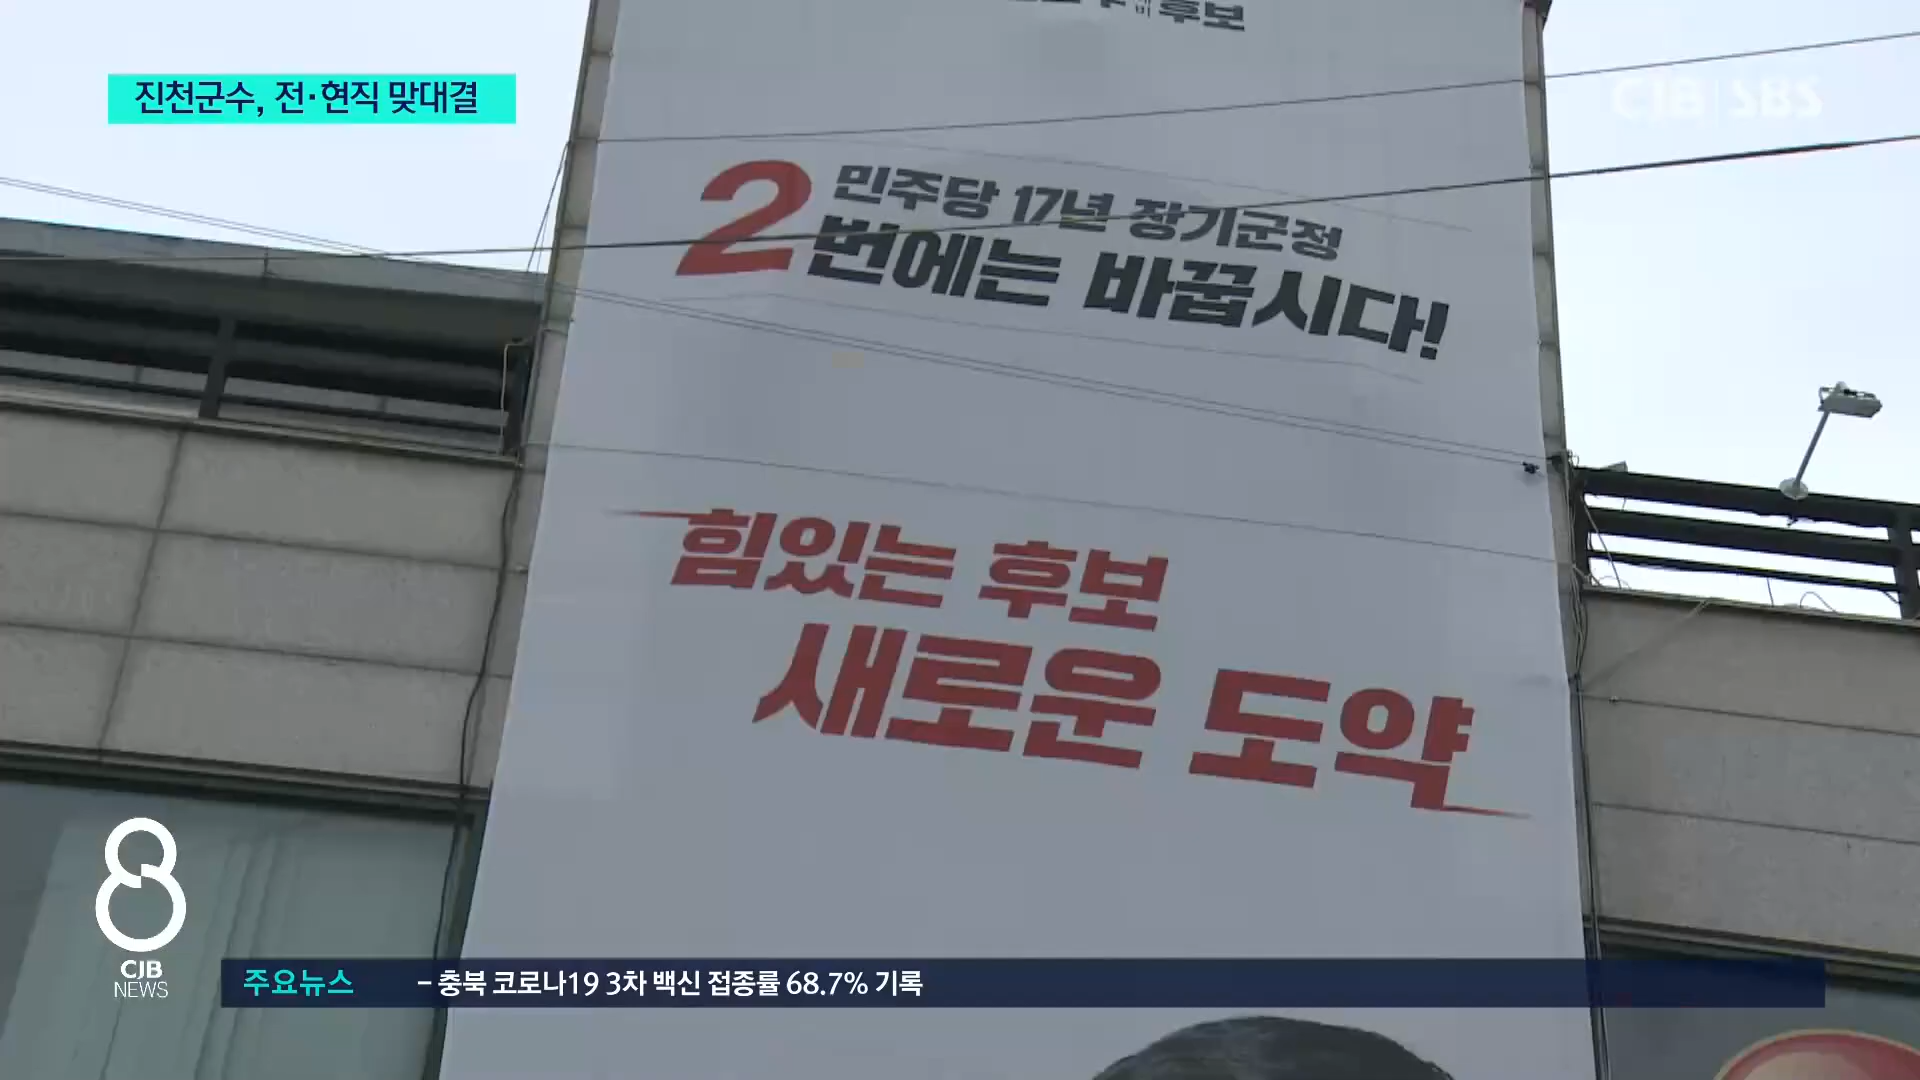 후보
진천군수, 전·현직 맞대결
CJB SBS
민주당 17년 장기군정
2번에는 바꿉시다!
힘있는 후보
새로운 도약
8
CJB
NEWS
주요뉴스 - 충북 코로나19 3차 백신 접종률 68.7% 기록